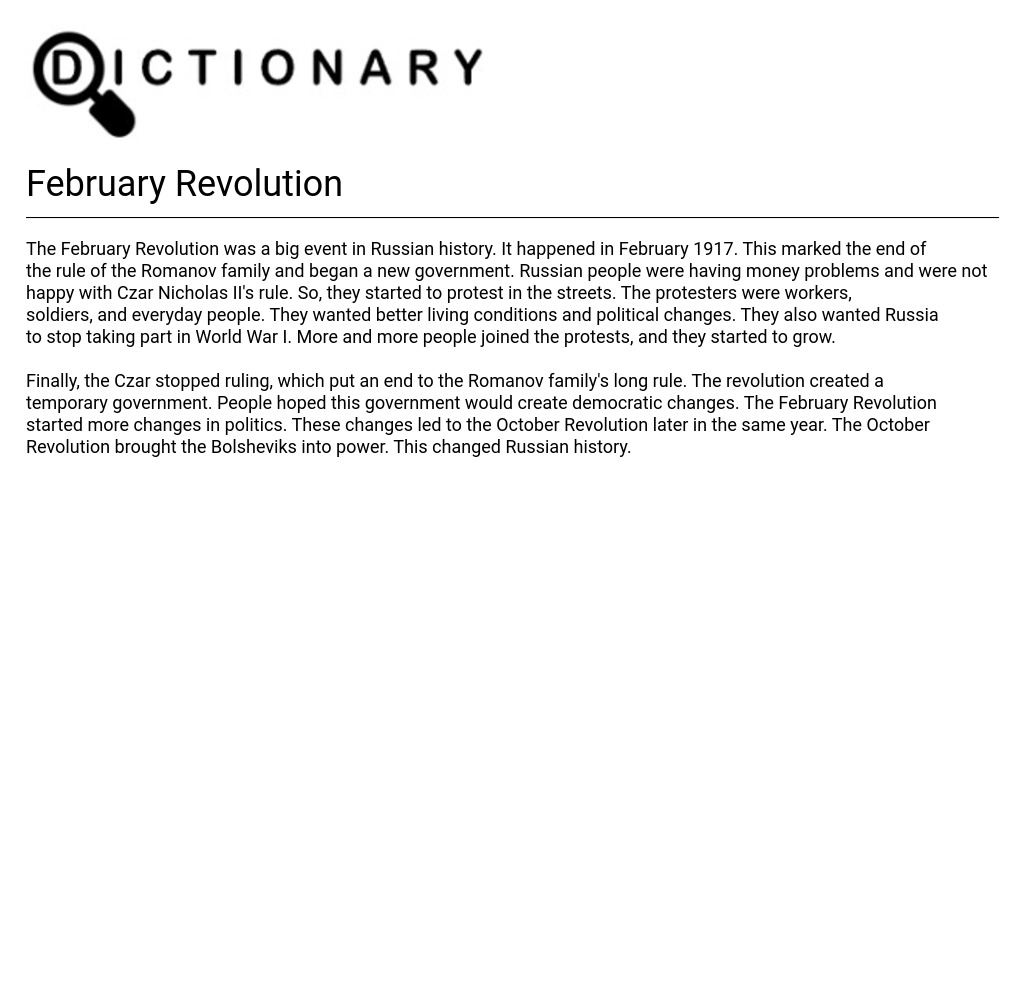 DICTIONARY
February Revolution
The February Revolution was a big event in Russian history. It happened in February 1917. This marked the end of
the rule of the Romanov family and began a new government. Russian people were having money problems and were not
happy with Czar Nicholas II's rule. So, they started to protest in the streets. The protesters were workers,
soldiers, and everyday people. They wanted better living conditions and political changes. They also wanted Russia
to stop taking part in World War I. More and more people joined the protests, and they started to grow.
Finally, the Czar stopped ruling, which put an end to the Romanov family's long rule. The revolution created a
temporary government. People hoped this government would create democratic changes. The February Revolution
started more changes in politics. These changes led to the October Revolution later in the same year. The October
Revolution brought the Bolsheviks into power. This changed Russian history.